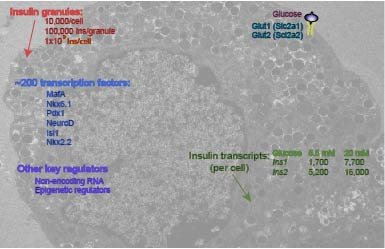 Insulin granules:
10,000/cell
100,000 Ins/granule
1x10⁹ Ins/cell
Glucose
Glut1 (Slc2a1)
Glut2 (Scl2a2)
~200 transcription factors:
MafA
Nkx6.1
Pdx1
NeuroD
Isl1
Nkx2.2
Other key regulators
Non-encoding RNA
Epigenetic regulators
Insulin transcripts: Glucose 5.5 mM 20 mM
(per cell) Ins1 1,700 7,700
Ins2 5,200 16,000